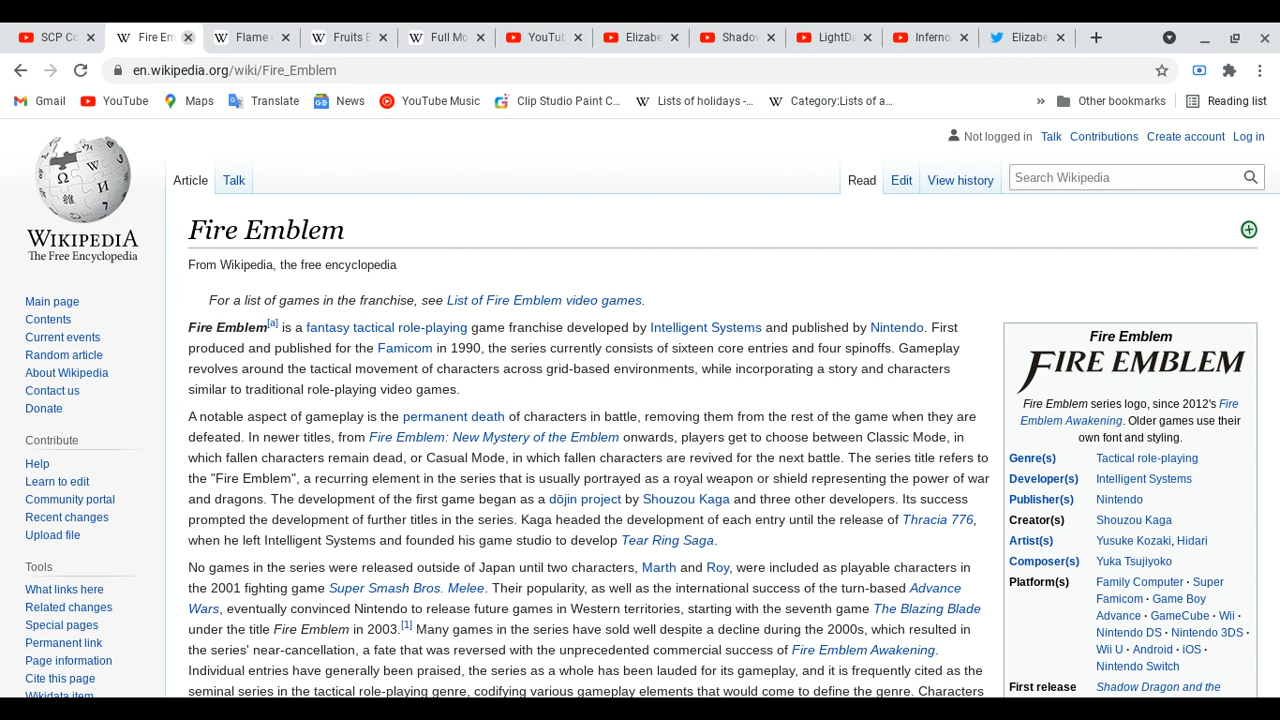 SCP Co
Fire Em
Flame
Fruits B
Full Mo
YouTub
Elizabe
Shadow
LightDa
Inferno
Elizabe
en.wikipedia.org/wiki/Fire_Emblem
Gmail YouTube Maps Translate News YouTube Music Clip Studio Paint C... Lists of holidays -... Category:Lists of a... » Other bookmarks Reading list
Not logged in Talk Contributions Create account Log in
Article Talk Read Edit View history Search Wikipedia
WIKIPEDIA
The Free Encyclopedia
Main page
Contents
Current events
Random article
About Wikipedia
Contact us
Donate
Contribute
Help
Learn to edit
Community portal
Recent changes
Upload file
Tools
What links here
Related changes
Special pages
Permanent link
Page information
Cite this page
Wikidata item
Fire Emblem
From Wikipedia, the free encyclopedia
For a list of games in the franchise, see List of Fire Emblem video games.
Fire Emblem[a] is a fantasy tactical role-playing game franchise developed by Intelligent Systems and published by Nintendo. First
produced and published for the Famicom in 1990, the series currently consists of sixteen core entries and four spinoffs. Gameplay
revolves around the tactical movement of characters across grid-based environments, while incorporating a story and characters
similar to traditional role-playing video games.
A notable aspect of gameplay is the permanent death of characters in battle, removing them from the rest of the game when they are
defeated. In newer titles, from Fire Emblem: New Mystery of the Emblem onwards, players get to choose between Classic Mode, in
which fallen characters remain dead, or Casual Mode, in which fallen characters are revived for the next battle. The series title refers to
the "Fire Emblem", a recurring element in the series that is usually portrayed as a royal weapon or shield representing the power of war
and dragons. The development of the first game began as a dōjin project by Shouzou Kaga and three other developers. Its success
prompted the development of further titles in the series. Kaga headed the development of each entry until the release of Thracia 776,
when he left Intelligent Systems and founded his game studio to develop Tear Ring Saga.
No games in the series were released outside of Japan until two characters, Marth and Roy, were included as playable characters in
the 2001 fighting game Super Smash Bros. Melee. Their popularity, as well as the international success of the turn-based Advance
Wars, eventually convinced Nintendo to release future games in Western territories, starting with the seventh game The Blazing Blade
under the title Fire Emblem in 2003.[1] Many games in the series have sold well despite a decline during the 2000s, which resulted in
the series' near-cancellation, a fate that was reversed with the unprecedented commercial success of Fire Emblem Awakening.
Individual entries have generally been praised, the series as a whole has been lauded for its gameplay, and it is frequently cited as the
seminal series in the tactical role-playing genre, codifying various gameplay elements that would come to define the genre. Characters
Fire Emblem
FIRE EMBLEM
Fire Emblem series logo, since 2012's Fire
Emblem Awakening. Older games use their
own font and styling.
Genre(s) Tactical role-playing
Developer(s) Intelligent Systems
Publisher(s) Nintendo
Creator(s) Shouzou Kaga
Artist(s) Yusuke Kozaki, Hidari
Composer(s) Yuka Tsujiyoko
Platform(s) Family Computer · Super
Famicom · Game Boy
Advance · GameCube · Wii ·
Nintendo DS · Nintendo 3DS ·
Wii U · Android · iOS ·
Nintendo Switch
First release Shadow Dragon and the